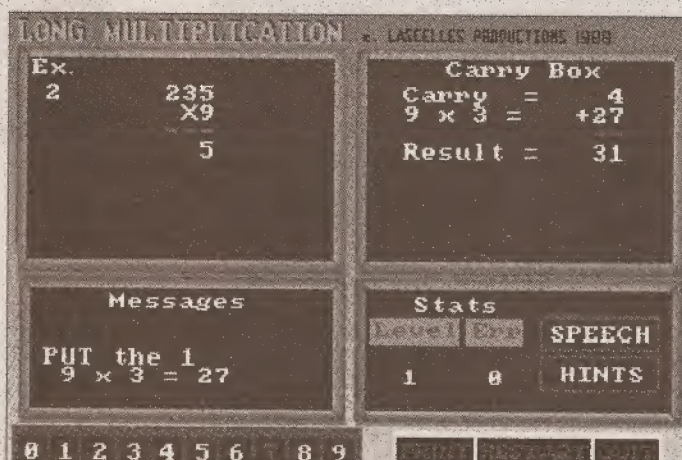 LONG MULTIPLICATION c. LASCELLES PRODUCTIONS 1988
Ex.
2 235
X9
5
Carry Box
Carry = 4
9 x 3 = +27
Result = 31
Messages
PUT the 1
9 x 3 = 27
Stats
Level Err
1 0
SPEECH
HINTS
0 1 2 3 4 5 6 7 8 9